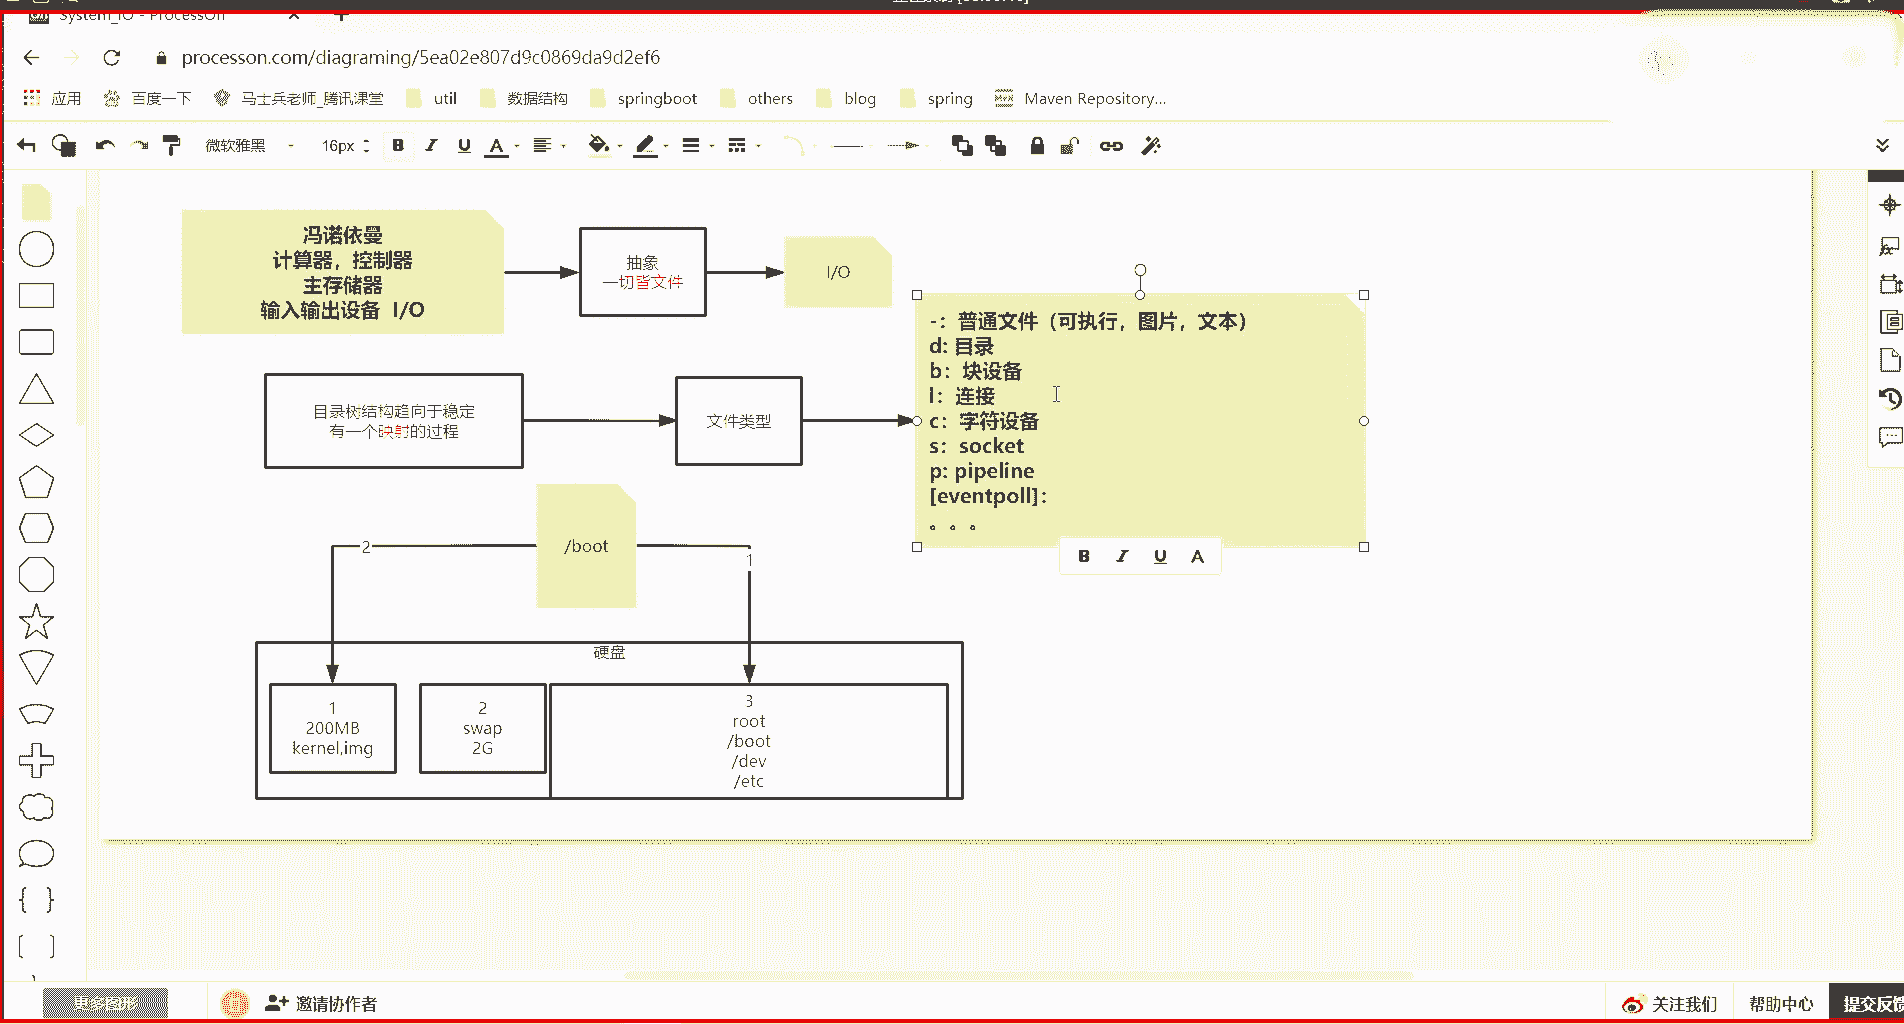 System_IO - ProcessOn
processon.com/diagraming/5ea02e807d9c0869da9d2ef6
应用 百度一下 马士兵老师_腾讯课堂 util 数据结构 springboot others blog spring Maven Repository...
微软雅黑 16px B I U A
冯诺依曼
计算器，控制器
主存储器
输入输出设备 I/O
抽象
一切皆文件
I/O
-：普通文件（可执行，图片，文本）
d: 目录
b：块设备
l：连接
c：字符设备
s：socket
p: pipeline
[eventpoll]：
。。。
目录树结构趋向于稳定
有一个映射的过程
文件类型
B I U A
/boot
2
1
硬盘
1
200MB
kernel,img
2
swap
2G
3
root
/boot
/dev
/etc
更多图形 邀请协作者 关注我们 帮助中心 提交反馈